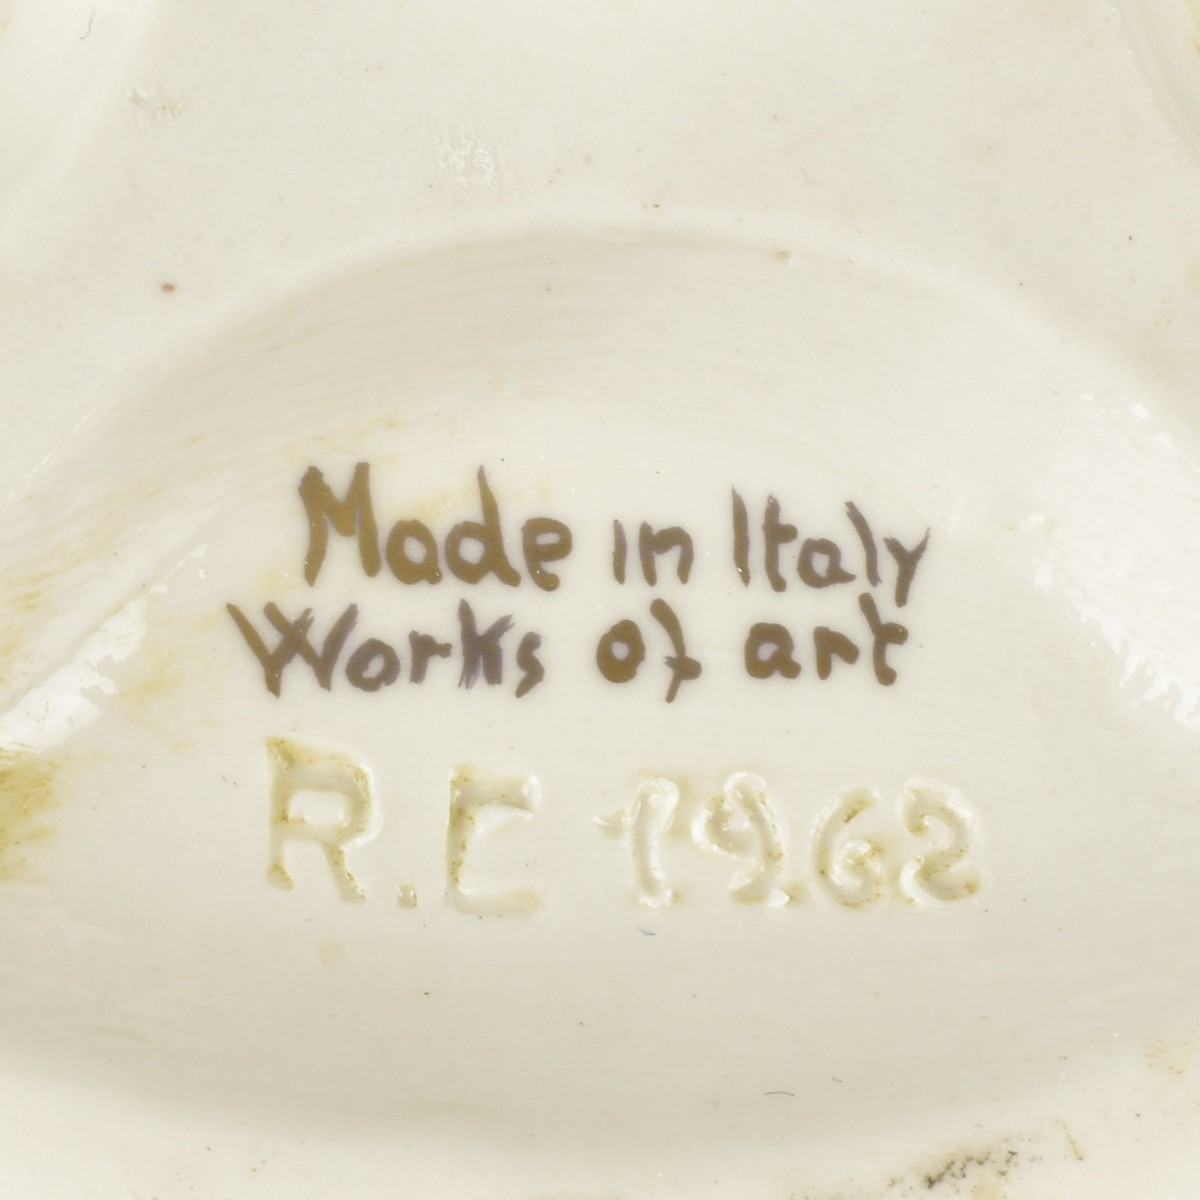 Made in Italy
Works of art
R.E 1962